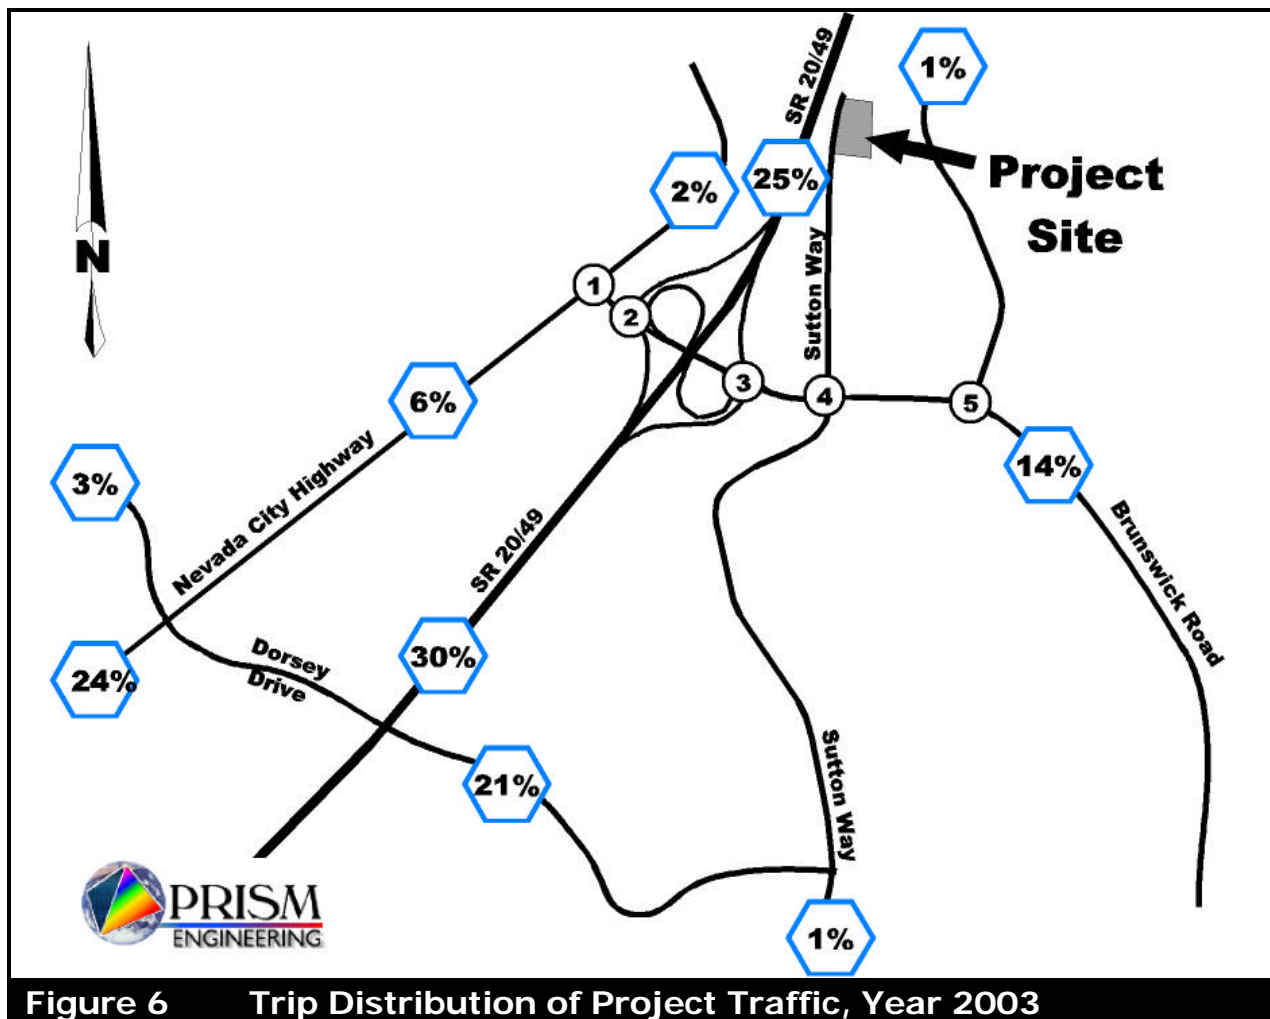 SR 20/49
1%
Project
Site
2%
25%
N
Sutton Way
1
2
3
4
5
6%
14%
3%
Nevada City Highway
SR 20/49
Brunswick Road
24%
Dorsey
Drive
30%
21%
Sutton Way
1%
PRISM
ENGINEERING
Figure 6 Trip Distribution of Project Traffic, Year 2003